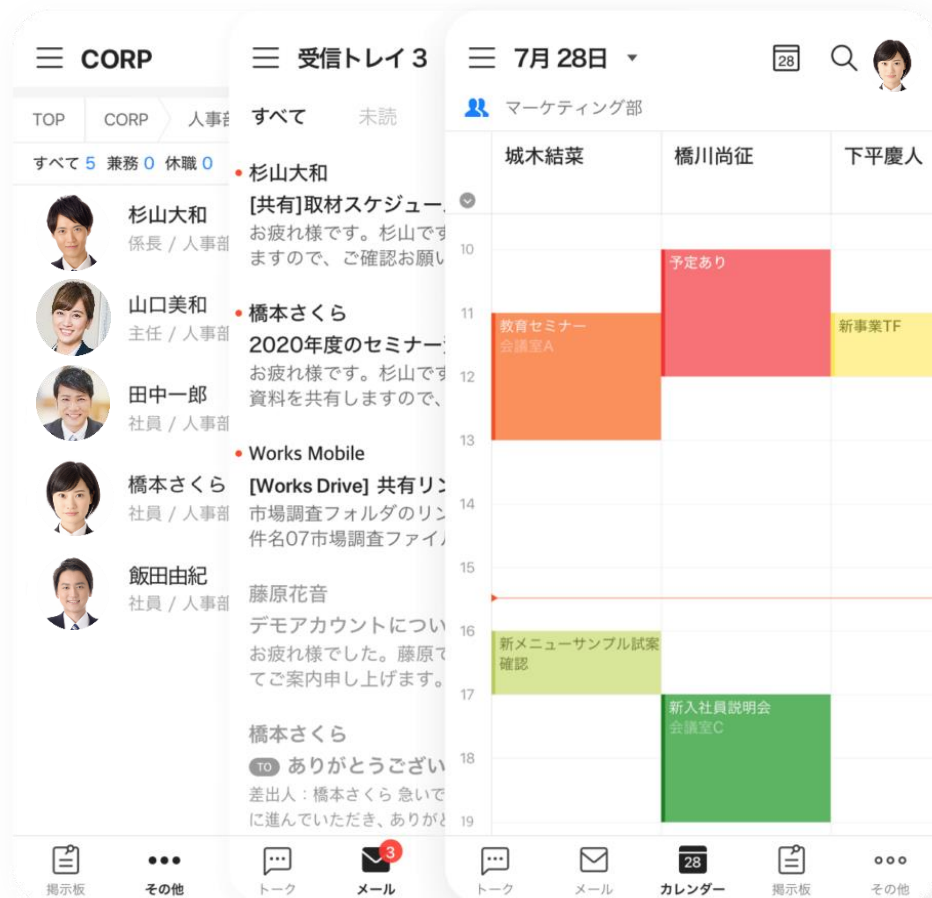 CORP
TOP
CORP
人事
すべて 5 兼務 0 休職 0
杉山大和
係長 / 人事部
山口美和
主任 / 人事部
田中一郎
社員 / 人事部
橋本さくら
社員 / 人事部
飯田由紀
社員 / 人事部
掲示板
その他
受信トレイ 3
すべて
未読
杉山大和
[共有]取材スケジュー
お疲れ様です。杉山です
ますので、ご確認お願い
橋本さくら
2020年度のセミナー
お疲れ様です。杉山です
資料を共有しますので、
Works Mobile
[Works Drive] 共有リン
市場調査フォルダのリン
件名07市場調査ファイ
藤原花音
デモアカウントについ
お疲れ様でした。藤原で
てご案内申し上げます。
橋本さくら
TO ありがとうござい
差出人：橋本さくら 急いで
に進んでいただき、ありがと
トーク
3
メール
7月 28日
28
マーケティング部
城木結菜
橋川尚征
下平慶人
10
予定あり
11
教育セミナー
会議室A
新事業TF
12
13
14
15
16
新メニューサンプル試案
確認
17
新入社員説明会
会議室C
18
19
トーク
メール
28
カレンダー
掲示板
その他